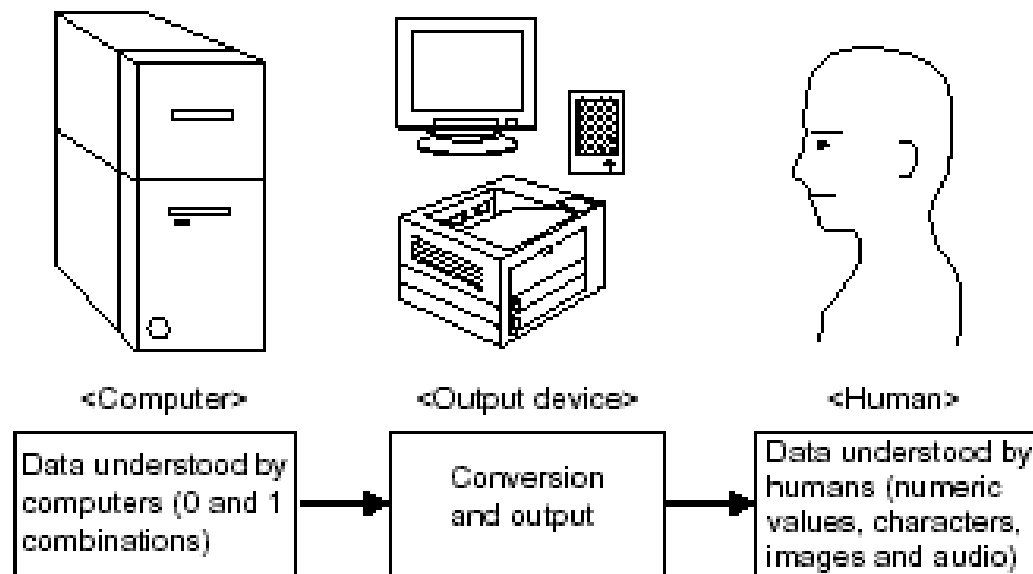 <Computer>
<Output device>
<Human>
Data understood by
computers (0 and 1
combinations)
Conversion
and output
Data understood by
humans (numeric
values, characters,
images and audio)